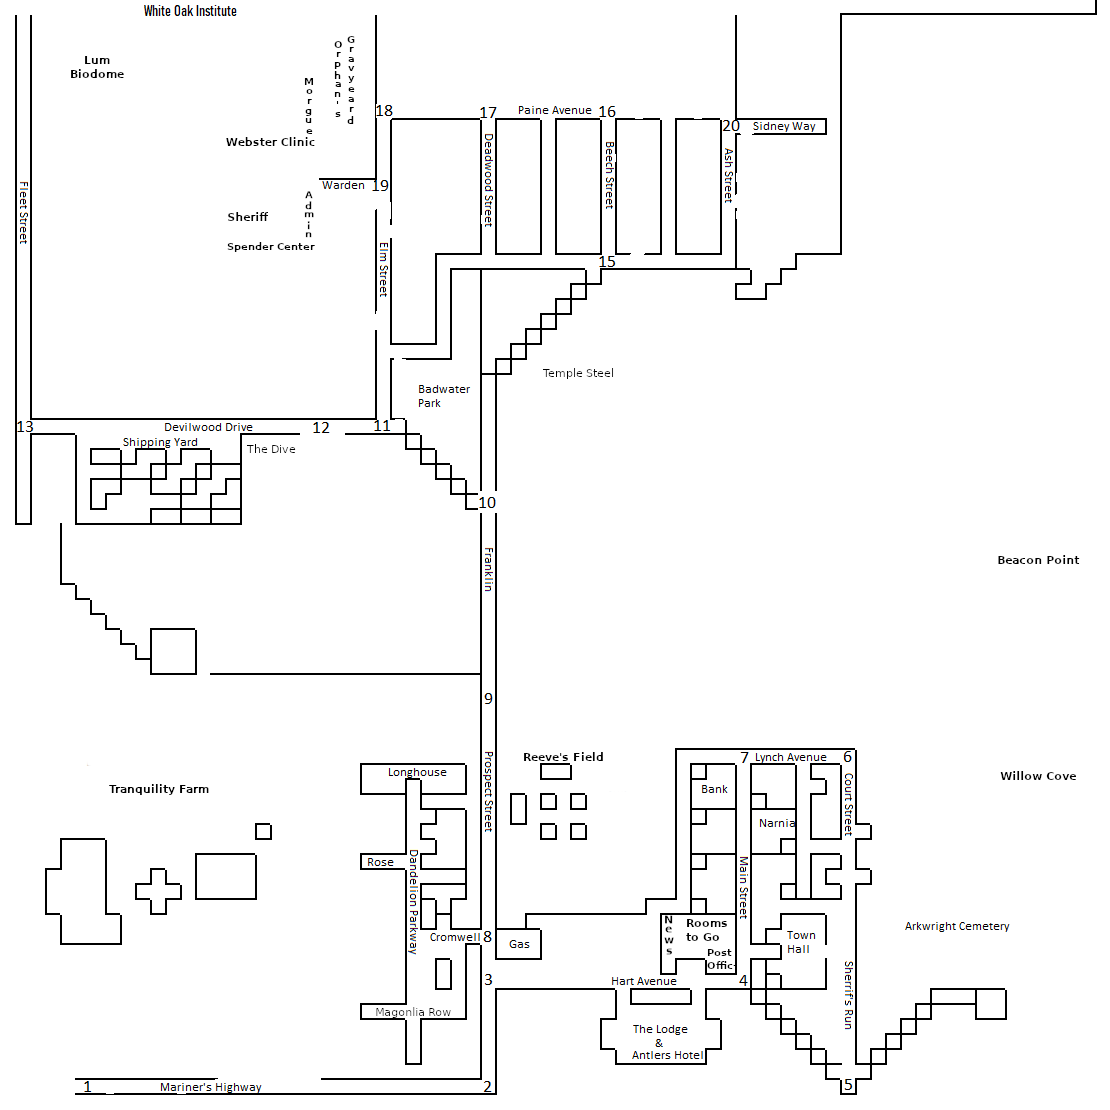 White Oak Institute
Lum
Biodome
Orphan's
Graveyard
Morgue
18
17
Paine Avenue
16
20
Sidney Way
Webster Clinic
Deadwood Street
Beech Street
Ash Street
Warden
19
Fleet Street
Admin
Sheriff
Spender Center
Elm Street
15
Temple Steel
Badwater
Park
13
Devilwood Drive
12
11
Shipping Yard
The Dive
10
Franklin
Beacon Point
9
Prospect Street
Reeve's Field
7
Lynch Avenue
6
Longhouse
Willow Cove
Tranquility Farm
Bank
Court Street
Narnia
Rose
Dandelion Parkway
Main Street
News
Rooms
to Go
Arkwright Cemetery
Cromwell
8
Gas
Town
Hall
Post
Offic
3
Hart Avenue
4
Sherrif's Run
Magonlia Row
The Lodge
&
Antlers Hotel
1
Mariner's Highway
2
5